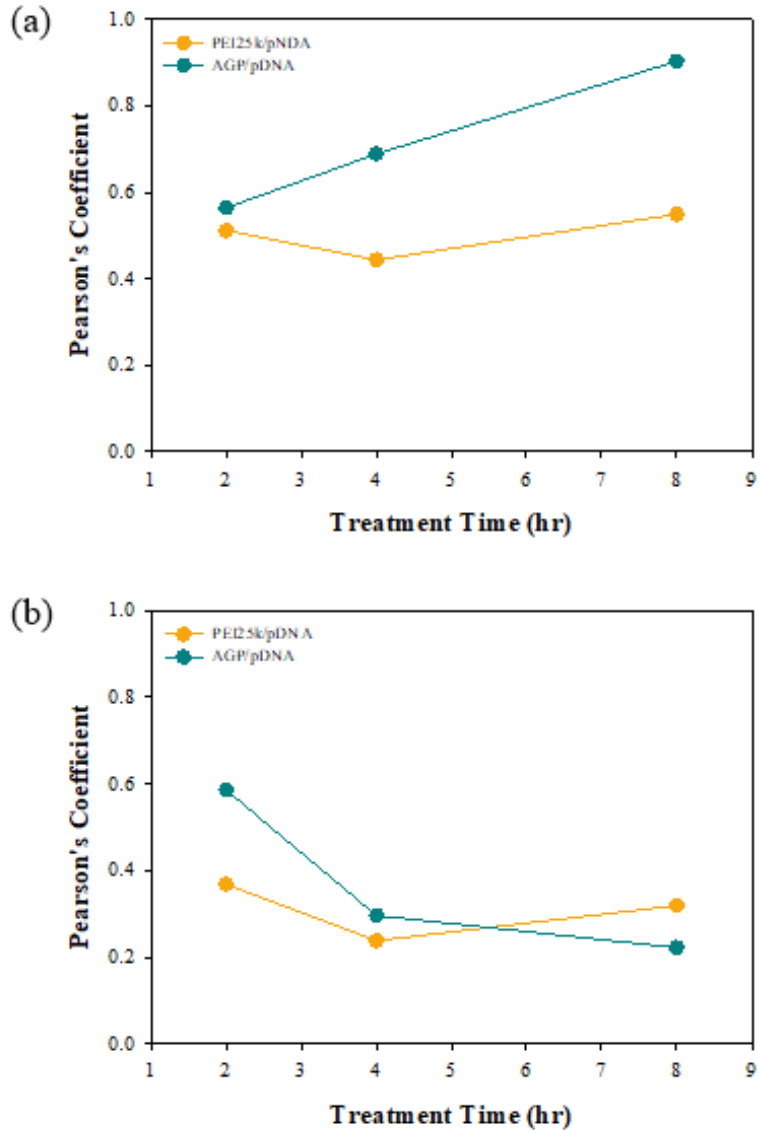 (a)
1.0
PEI25k/pNDA
AGP/pDNA
0.8
0.6
0.4
0.2
0.0
Pearson's Coefficient
1 2 3 4 5 6 7 8 9
Treatment Time (hr)
(b)
1.0
PEI25k/pDNA
AGP/pDNA
0.8
0.6
0.4
0.2
0.0
Pearson's Coefficient
1 2 3 4 5 6 7 8 9
Treatment Time (hr)